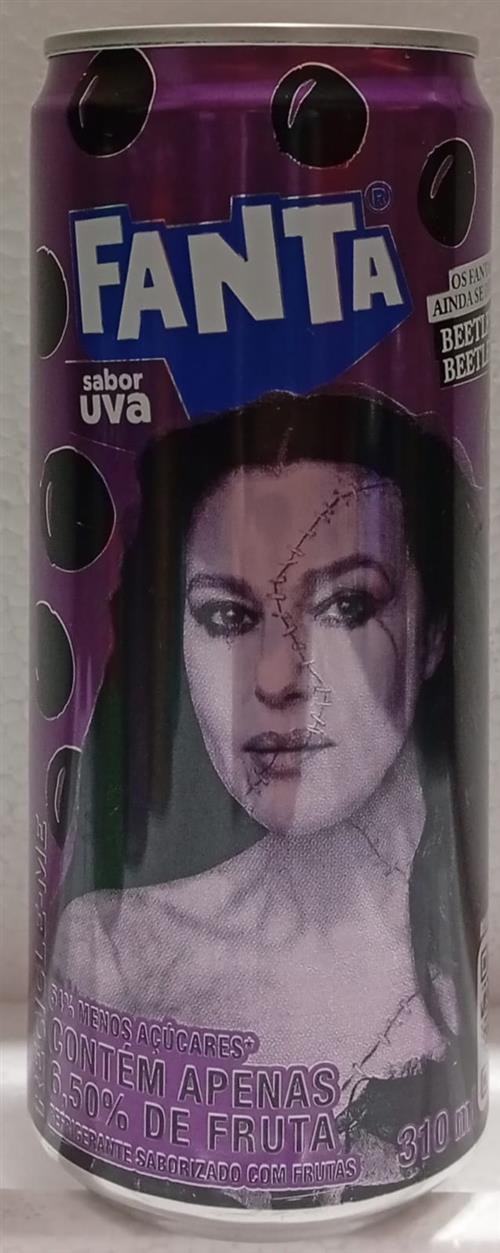 FANTA®
sabor
uva
OS FANT
AINDA SE
BEETL
BEETL
51% MENOS AÇÚCARES*
CONTÉM APENAS
6,50% DE FRUTA
REFRIGERANTE SABORIZADO COM FRUTAS
310 m